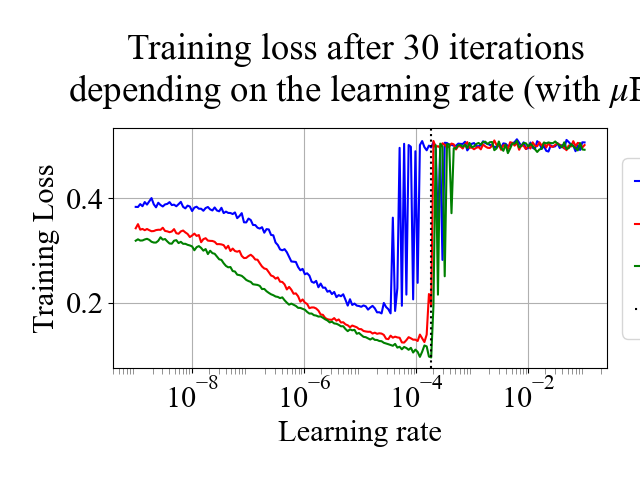 Training loss after 30 iterations
depending on the learning rate (with μP
Training Loss
0.4
0.2
10⁻⁸
10⁻⁶
10⁻⁴
10⁻²
Learning rate